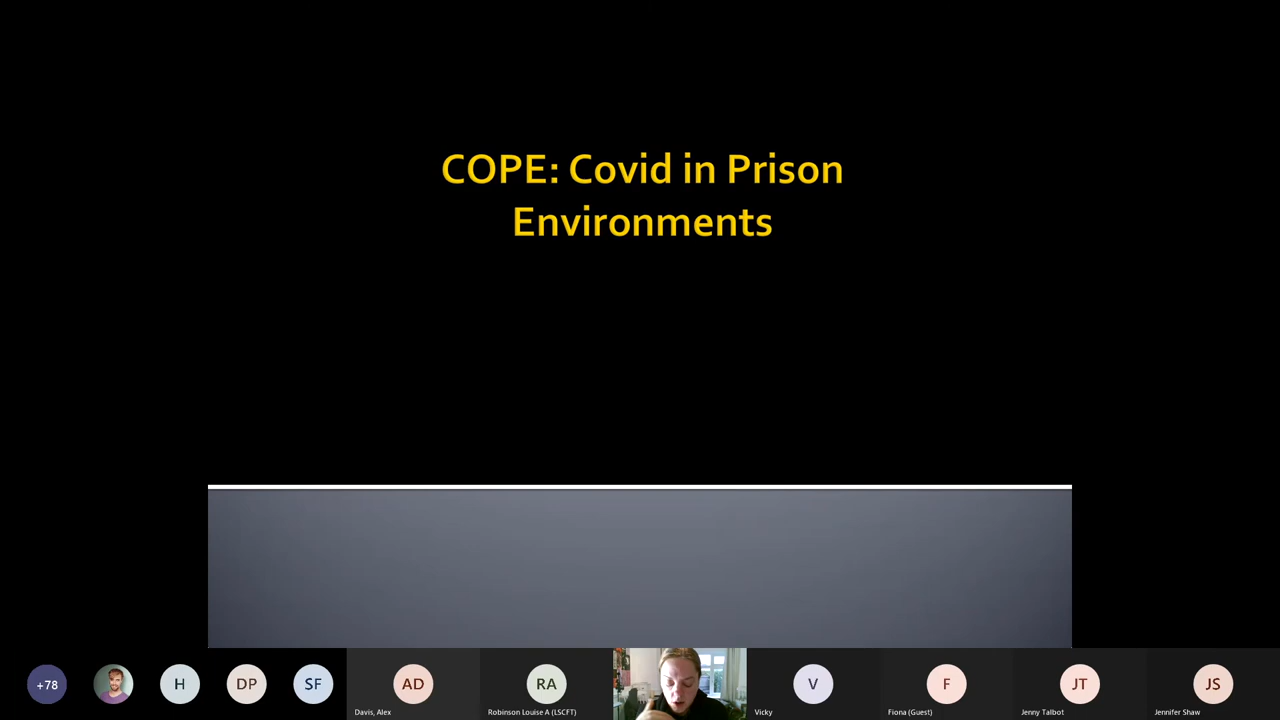 COPE: Covid in Prison
Environments
+78
H
DP
SF
AD
Davis, Alex
RA
Robinson Louise A (LSCFT)
V
Vicky
F
Fiona (Guest)
JT
Jenny Talbot
JS
Jennifer Shaw